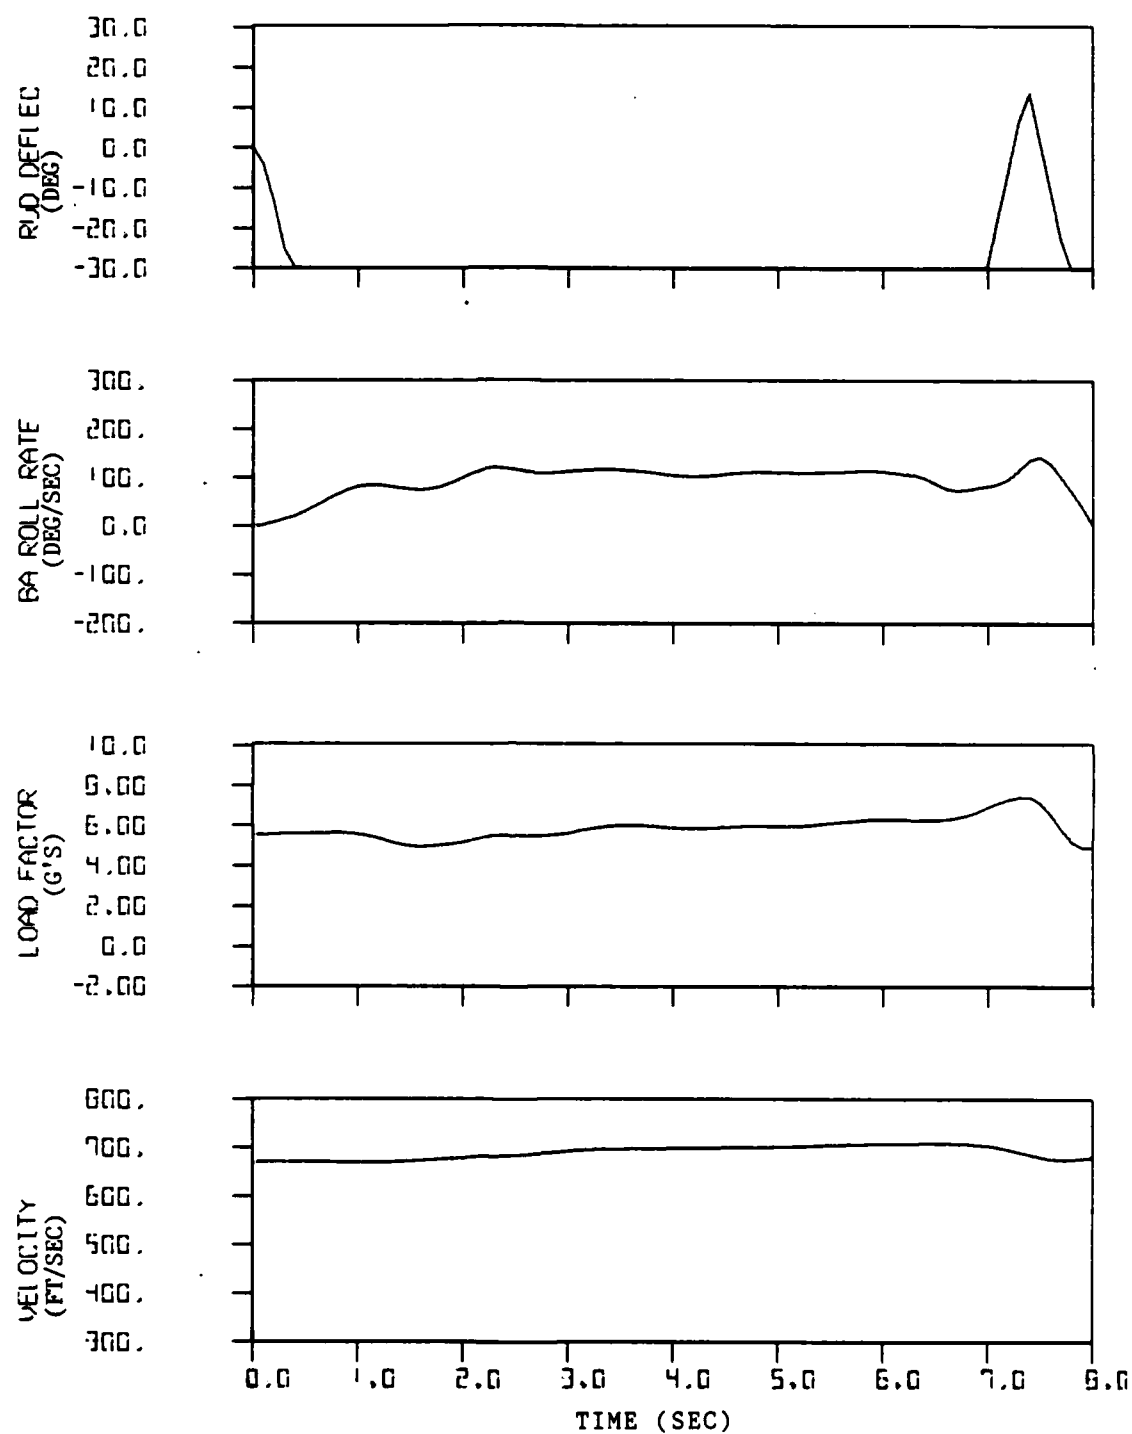 30.0
20.0
10.0
0.0
-10.0
-20.0
-30.0
RUD DEFLEC
(DEG)
300.
200.
100.
0.0
-100.
-200.
BA ROLL RATE
(DEG/SEC)
10.0
8.00
6.00
4.00
2.00
0.0
-2.00
LOAD FACTOR
(G'S)
800.
700.
600.
500.
400.
300.
VELOCITY
(FT/SEC)
0.0 1.0 2.0 3.0 4.0 5.0 6.0 7.0 8.0
TIME (SEC)